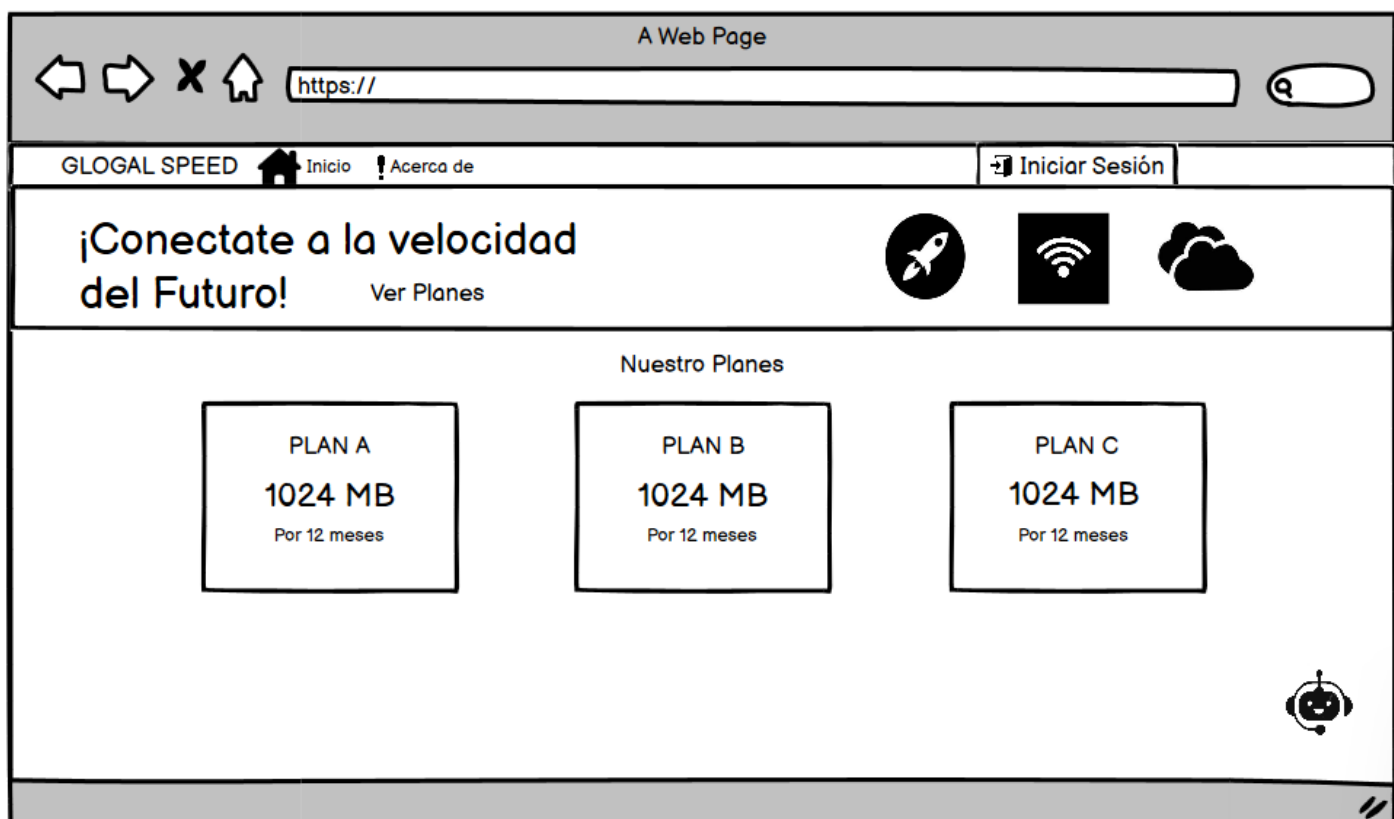 A Web Page
https://
GLOGAL SPEED Inicio Acerca de Iniciar Sesión
¡Conectate a la velocidad
del Futuro! Ver Planes
Nuestro Planes
PLAN A PLAN B PLAN C
1024 MB 1024 MB 1024 MB
Por 12 meses Por 12 meses Por 12 meses